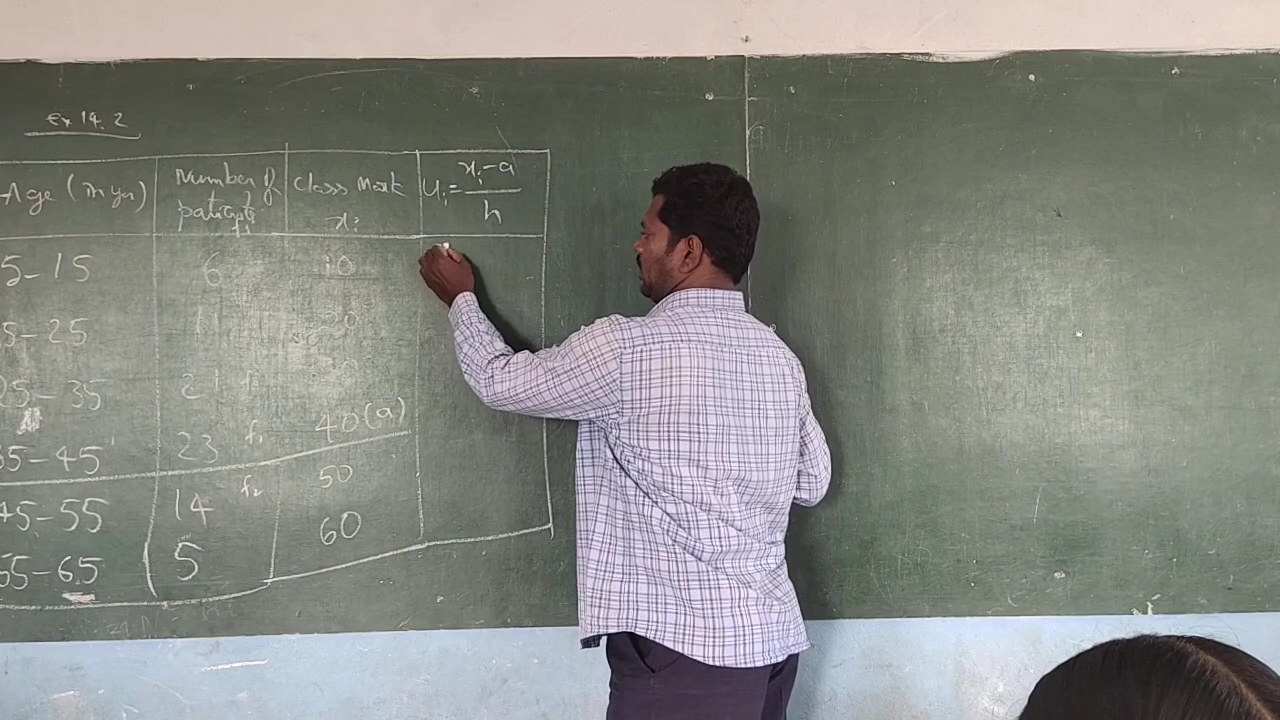 Ex 14.2
Age (in yrs) Number of patients fi Class Mark xi ui = xi-a / h
5-15 6 10
5-25 11 20
25-35 21 f0
35-45 23 f1 40(a)
45-55 14 f2 50
55-65 5 60